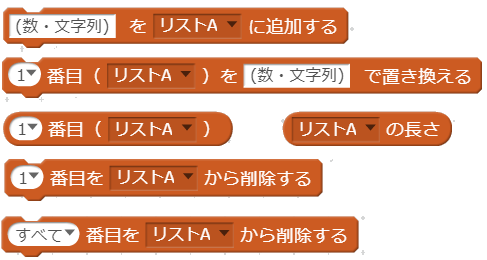 (数・文字列) を リストA に追加する
1 番目( リストA )を (数・文字列) で置き換える
1 番目( リストA ) リストA の長さ
1 番目を リストA から削除する
すべて 番目を リストA から削除する